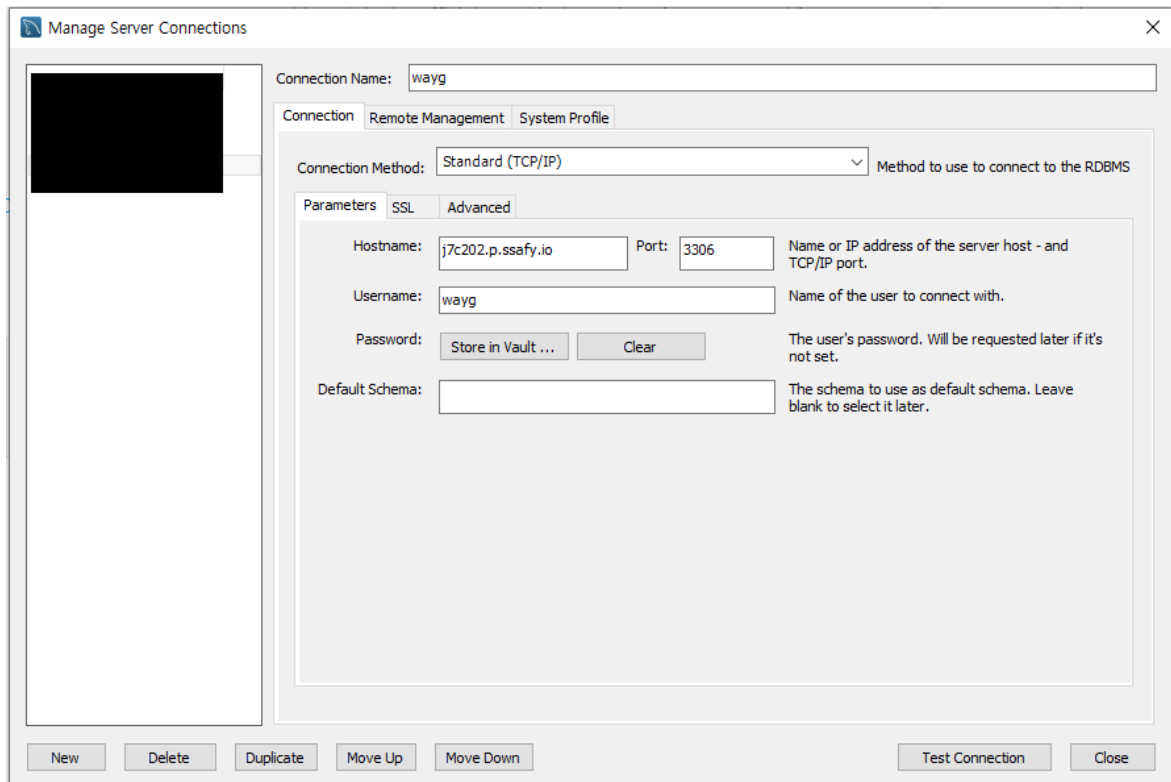 Manage Server Connections
Connection Name: wayg
Connection Remote Management System Profile
Connection Method: Standard (TCP/IP) Method to use to connect to the RDBMS
Parameters SSL Advanced
Hostname: j7c202.p.ssafy.io Port: 3306 Name or IP address of the server host - and
TCP/IP port.
Username: wayg Name of the user to connect with.
Password: Store in Vault ... Clear The user's password. Will be requested later if it's
not set.
Default Schema: The schema to use as default schema. Leave
blank to select it later.
New Delete Duplicate Move Up Move Down Test Connection Close